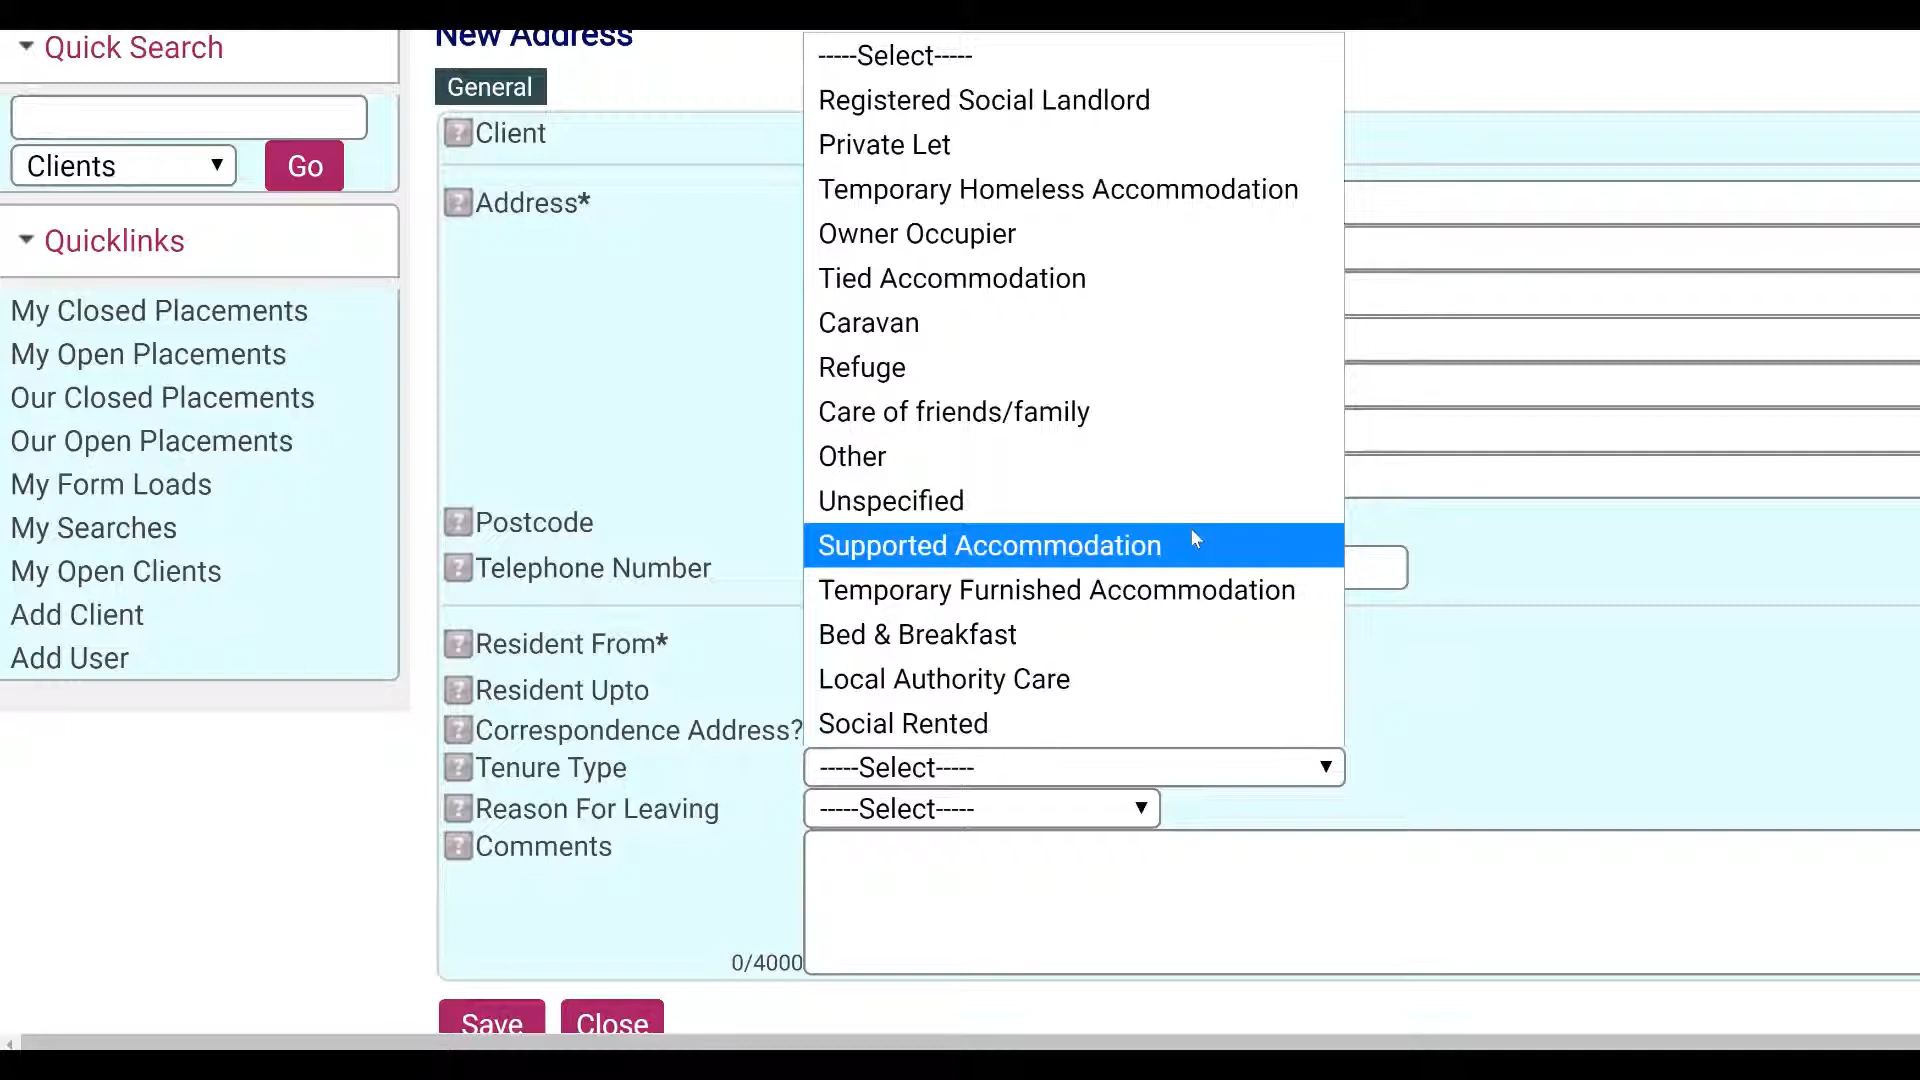 Quick Search
Clients
Go
Quicklinks
My Closed Placements
My Open Placements
Our Closed Placements
Our Open Placements
My Form Loads
My Searches
My Open Clients
Add Client
Add User
New Address
General
Client
Address*
Postcode
Telephone Number
Resident From*
Resident Upto
Correspondence Address?
Tenure Type
-----Select-----
Registered Social Landlord
Private Let
Temporary Homeless Accommodation
Owner Occupier
Tied Accommodation
Caravan
Refuge
Care of friends/family
Other
Unspecified
Supported Accommodation
Temporary Furnished Accommodation
Bed & Breakfast
Local Authority Care
Social Rented
-----Select-----
Reason For Leaving
-----Select-----
Comments
0/4000
Save
Close